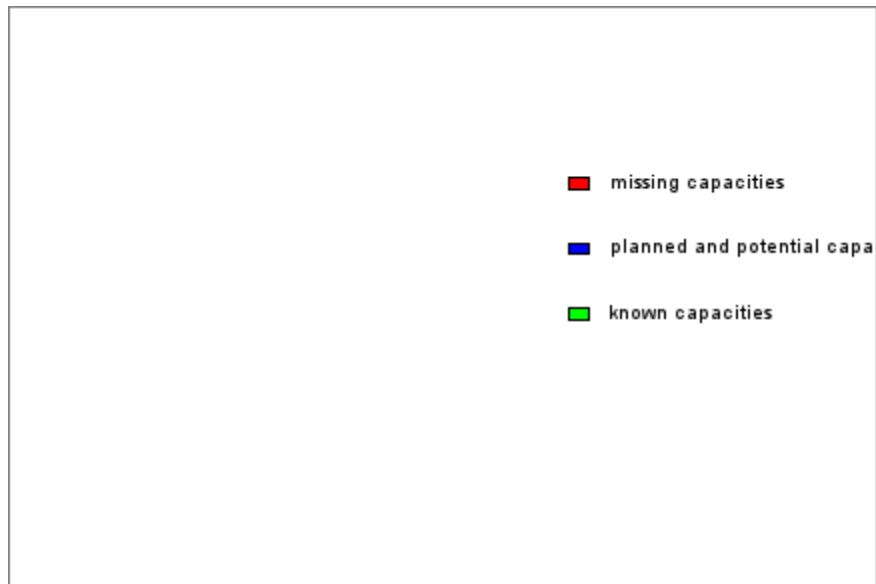 missing capacities
planned and potential capa
known capacities